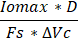 Iomax * D
Fs * ΔVc